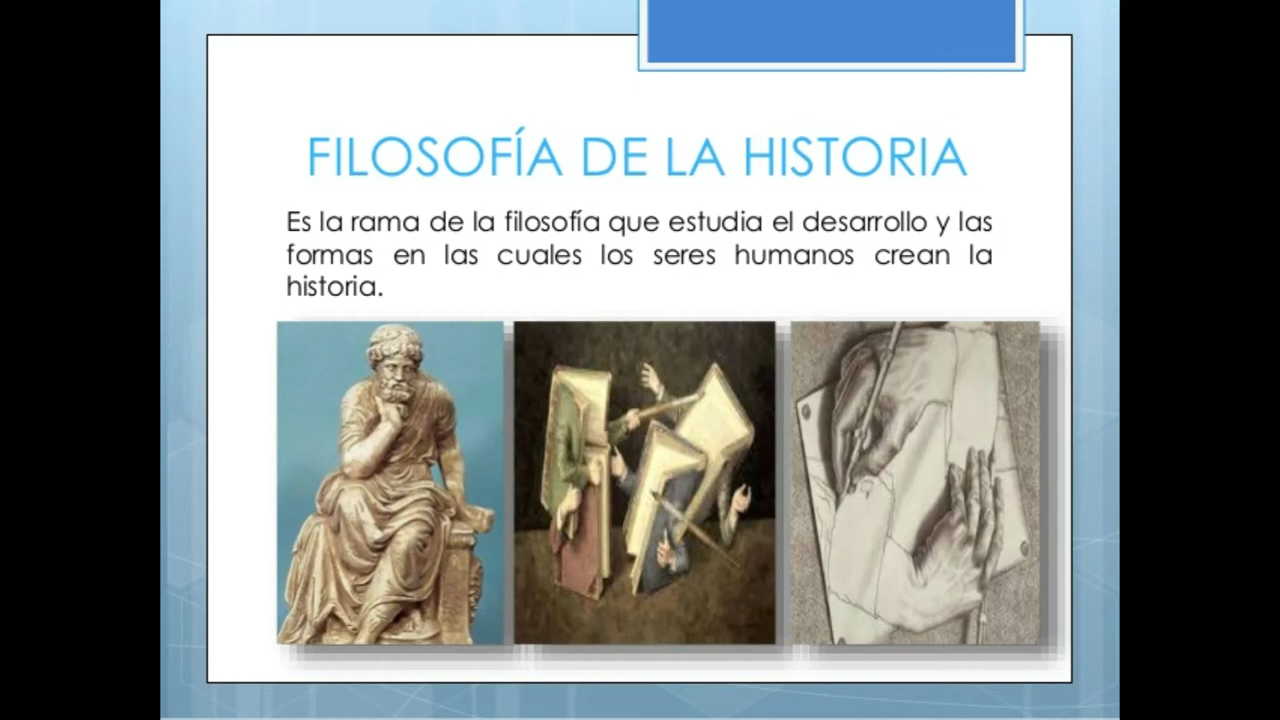 FILOSOFÍA DE LA HISTORIA
Es la rama de la filosofía que estudia el desarrollo y las
formas en las cuales los seres humanos crean la
historia.